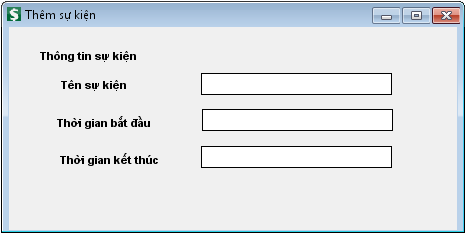 Thêm sự kiện
Thông tin sự kiện
Tên sự kiện
Thời gian bắt đầu
Thời gian kết thúc